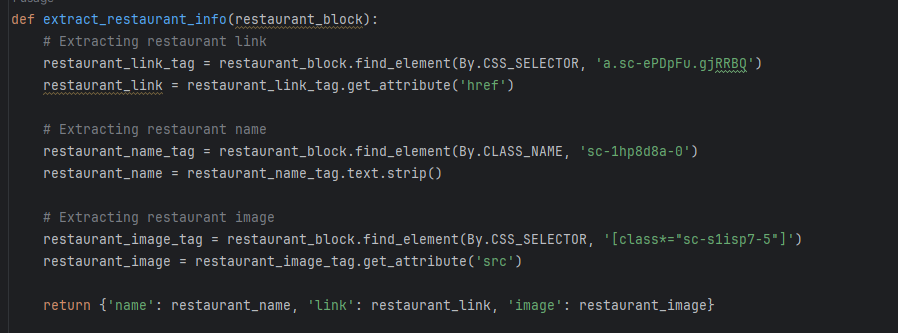 def extract_restaurant_info(restaurant_block):
    # Extracting restaurant link
    restaurant_link_tag = restaurant_block.find_element(By.CSS_SELECTOR, 'a.sc-ePDpFu.gjRRBQ')
    restaurant_link = restaurant_link_tag.get_attribute('href')

    # Extracting restaurant name
    restaurant_name_tag = restaurant_block.find_element(By.CLASS_NAME, 'sc-1hp8d8a-0')
    restaurant_name = restaurant_name_tag.text.strip()

    # Extracting restaurant image
    restaurant_image_tag = restaurant_block.find_element(By.CSS_SELECTOR, '[class*="sc-s1isp7-5"]')
    restaurant_image = restaurant_image_tag.get_attribute('src')

    return {'name': restaurant_name, 'link': restaurant_link, 'image': restaurant_image}